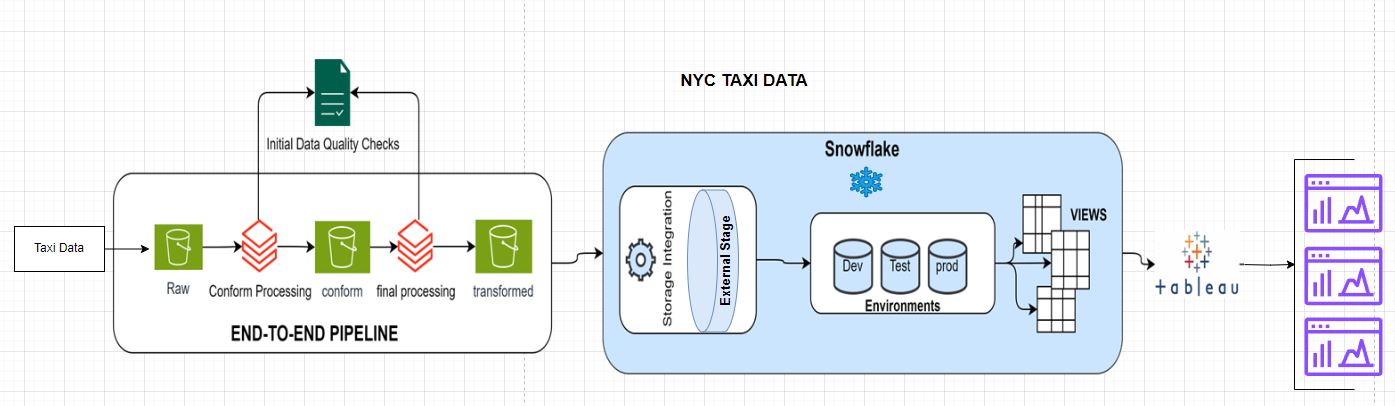 NYC TAXI DATA
Initial Data Quality Checks
Taxi Data
Raw
Conform Processing
conform
final processing
transformed
END-TO-END PIPELINE
Snowflake
Storage Integration
External Stage
Dev
Test
prod
Environments
VIEWS
tableau